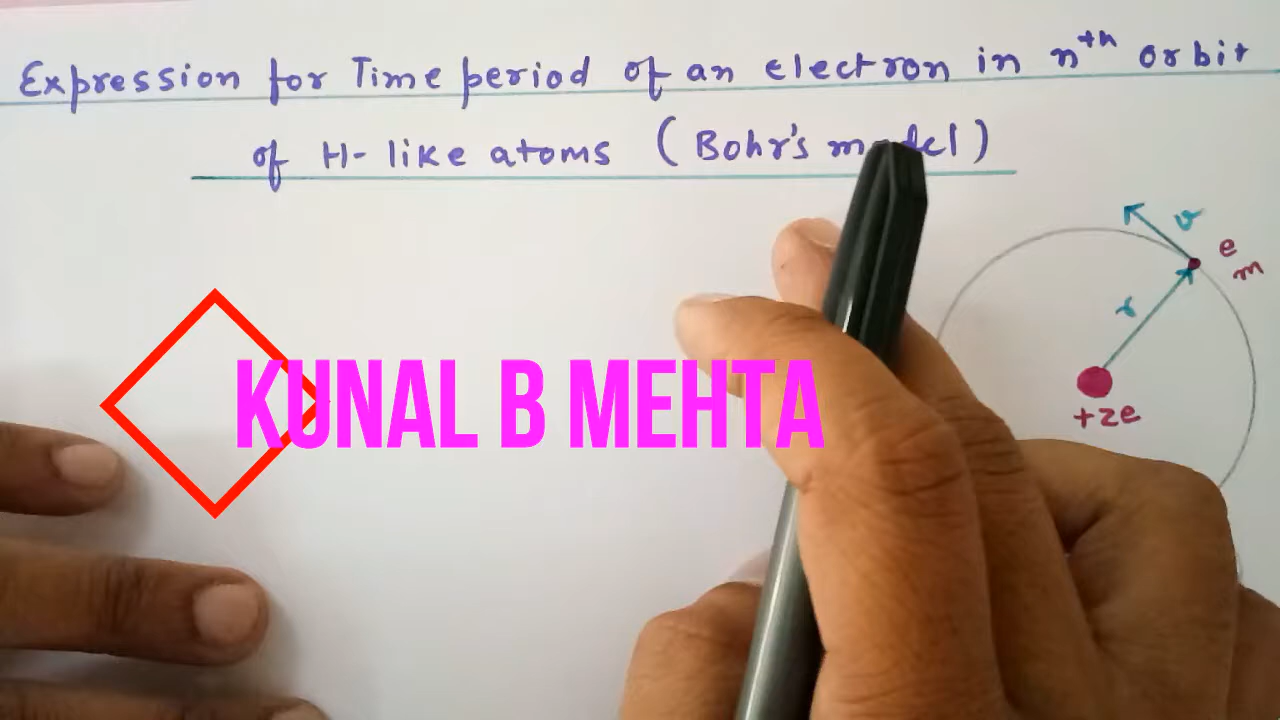 Expression for Time period of an electron in nth orbit
of H-like atoms (Bohr's model)
v
e
m
r
+ze
KUNAL B MEHTA